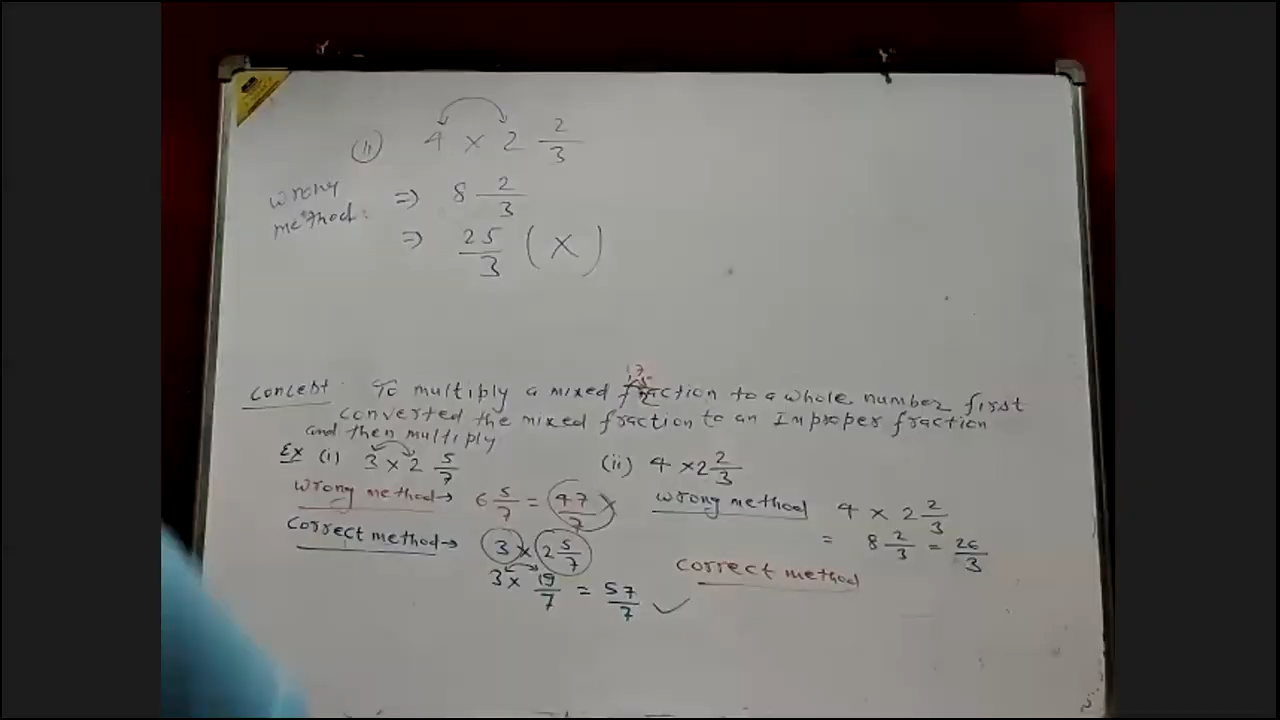 (ii) 4 × 2 2/3
wrong method: ⇒ 8 2/3
⇒ 25/3 (×)
Concebt: To multiply a mixed fraction to a whole number first
converted the mixed fraction to an Improper fraction
and then multiply
Ex (i) 3 × 2 5/7
wrong method → 6 5/7 = 47/7 ×
correct method → 3 × 2 5/7
3 × 19/7 = 57/7 ✓
(ii) 4 × 2 2/3
wrong method 4 × 2 2/3
= 8 2/3 = 26/3
correct method